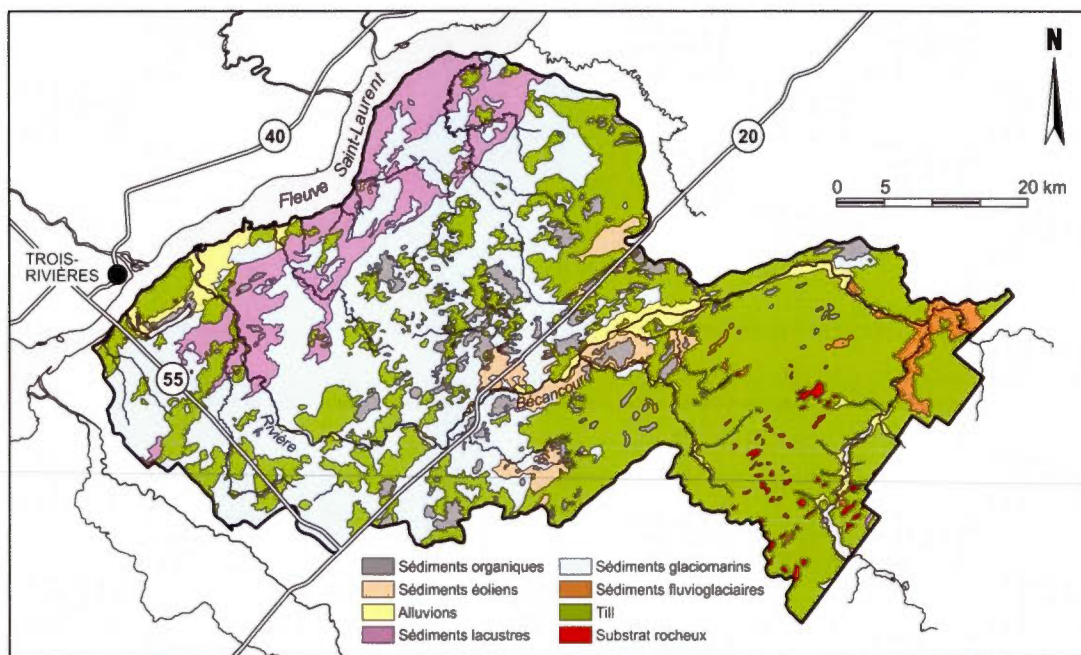 N
40
20
Fleuve Saint-Laurent
0 5 20 km
TROIS-
RIVIÈRES
55
Bécancour
Rivière
Sédiments organiques
Sédiments éoliens
Alluvions
Sédiments lacustres
Sédiments glaciomarins
Sédiments fluvioglaciaires
Till
Substrat rocheux